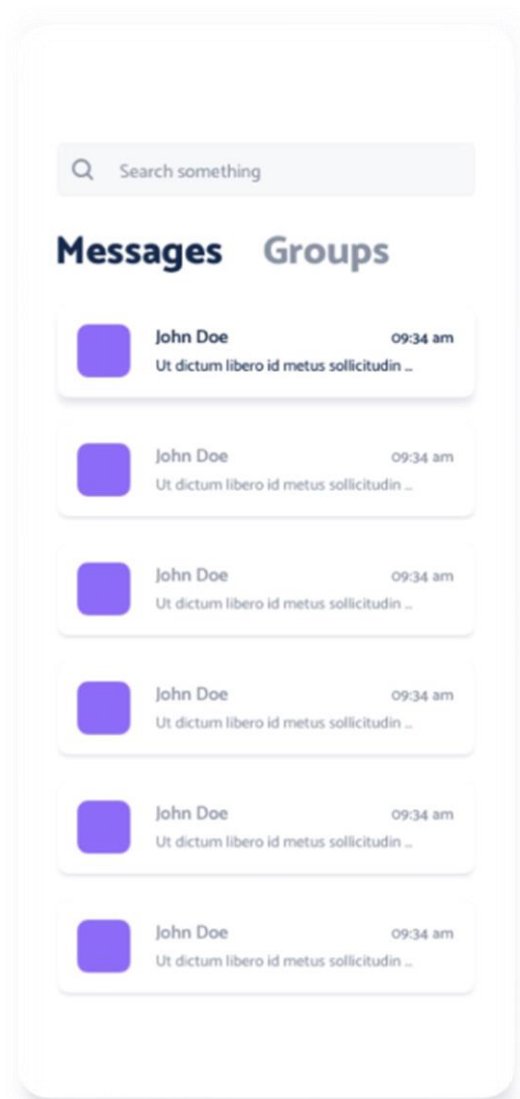 Search something
Messages Groups
John Doe 09:34 am
Ut dictum libero id metus sollicitudin ...
John Doe 09:34 am
Ut dictum libero id metus sollicitudin ...
John Doe 09:34 am
Ut dictum libero id metus sollicitudin ...
John Doe 09:34 am
Ut dictum libero id metus sollicitudin ...
John Doe 09:34 am
Ut dictum libero id metus sollicitudin ...
John Doe 09:34 am
Ut dictum libero id metus sollicitudin ...